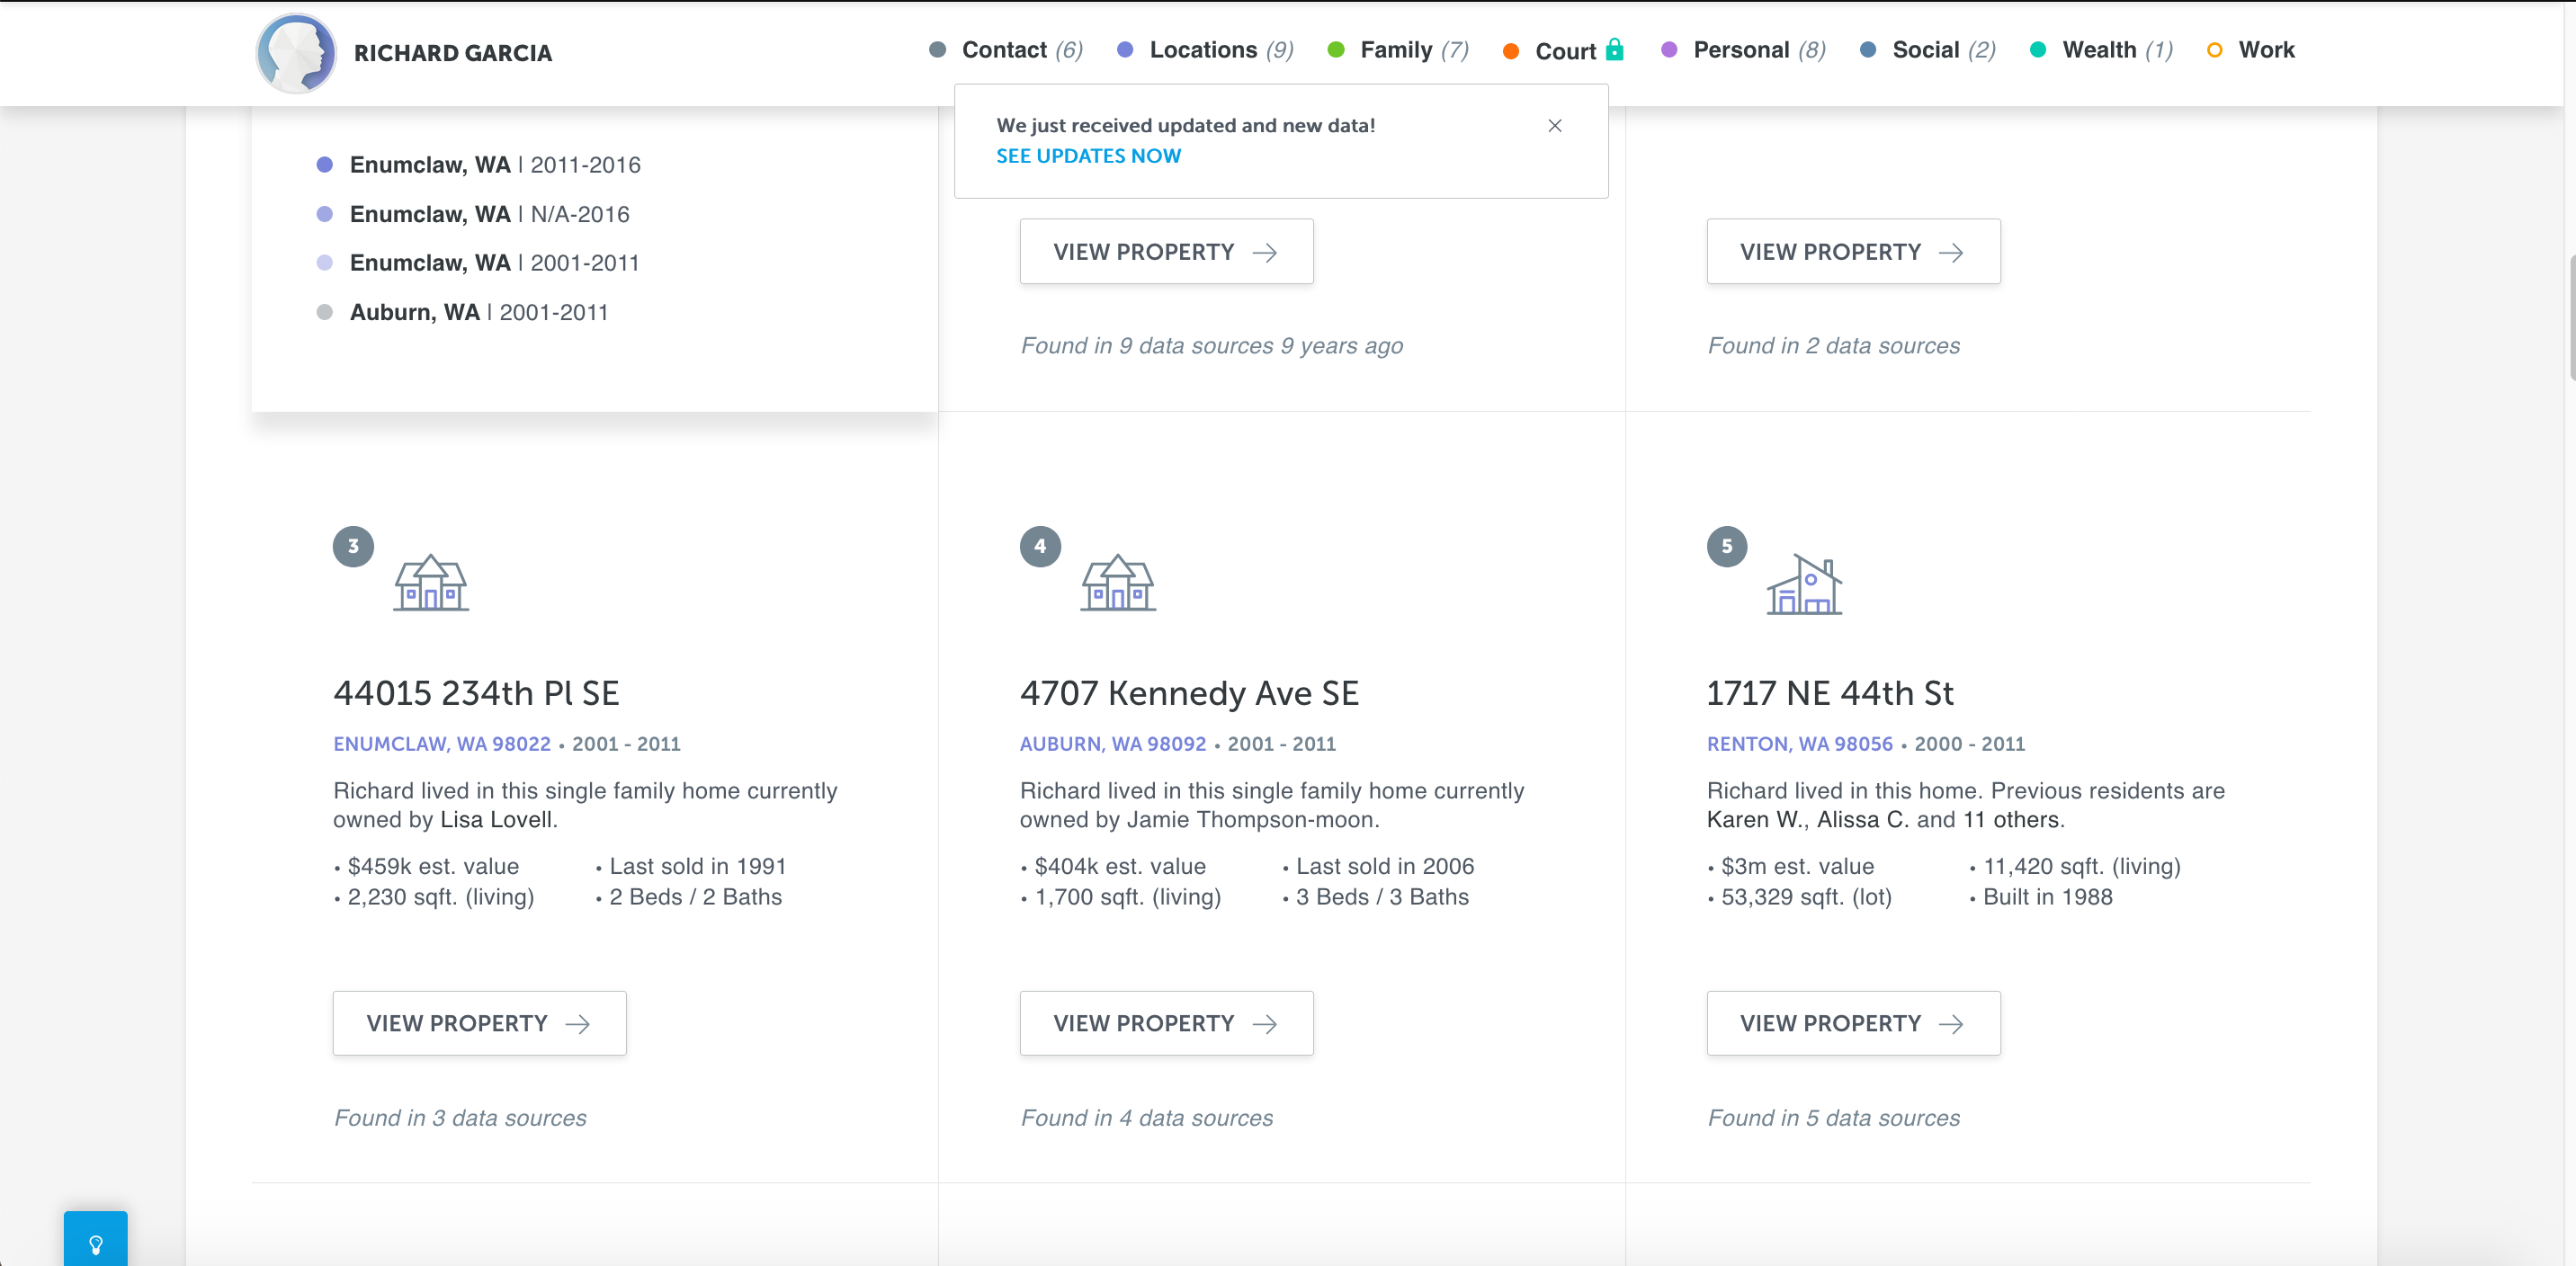 RICHARD GARCIA
Contact (6) Locations (9) Family (7) Court Personal (8) Social (2) Wealth (1) Work
We just received updated and new data!
SEE UPDATES NOW
Enumclaw, WA | 2011-2016
Enumclaw, WA | N/A-2016
Enumclaw, WA | 2001-2011
Auburn, WA | 2001-2011
VIEW PROPERTY
Found in 9 data sources 9 years ago
VIEW PROPERTY
Found in 2 data sources
3
44015 234th Pl SE
ENUMCLAW, WA 98022 • 2001 - 2011
Richard lived in this single family home currently
owned by Lisa Lovell.
• $459k est. value
• Last sold in 1991
• 2,230 sqft. (living)
• 2 Beds / 2 Baths
VIEW PROPERTY
Found in 3 data sources
4
4707 Kennedy Ave SE
AUBURN, WA 98092 • 2001 - 2011
Richard lived in this single family home currently
owned by Jamie Thompson-moon.
• $404k est. value
• Last sold in 2006
• 1,700 sqft. (living)
• 3 Beds / 3 Baths
VIEW PROPERTY
Found in 4 data sources
5
1717 NE 44th St
RENTON, WA 98056 • 2000 - 2011
Richard lived in this home. Previous residents are
Karen W., Alissa C. and 11 others.
• $3m est. value
• 11,420 sqft. (living)
• 53,329 sqft. (lot)
• Built in 1988
VIEW PROPERTY
Found in 5 data sources